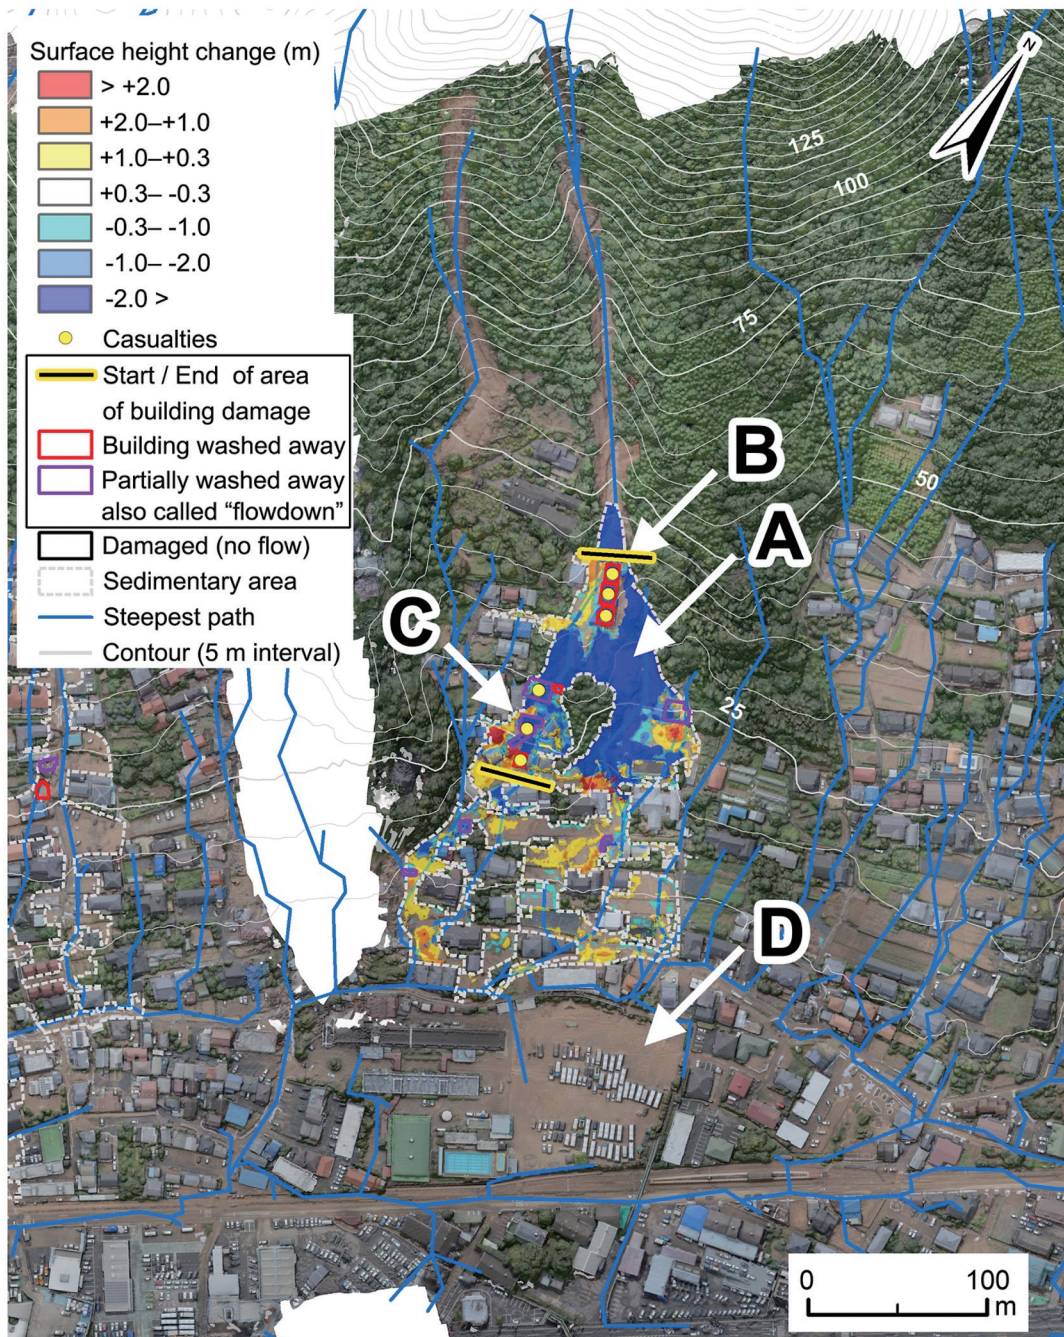 Surface height change (m)
> +2.0
+2.0–+1.0
+1.0–+0.3
+0.3– -0.3
-0.3– -1.0
-1.0– -2.0
-2.0 >
Casualties
Start / End of area
of building damage
Building washed away
Partially washed away
also called “flowdown”
Damaged (no flow)
Sedimentary area
Steepest path
Contour (5 m interval)
N
125
100
75
50
25
B
A
C
D
0 100
m